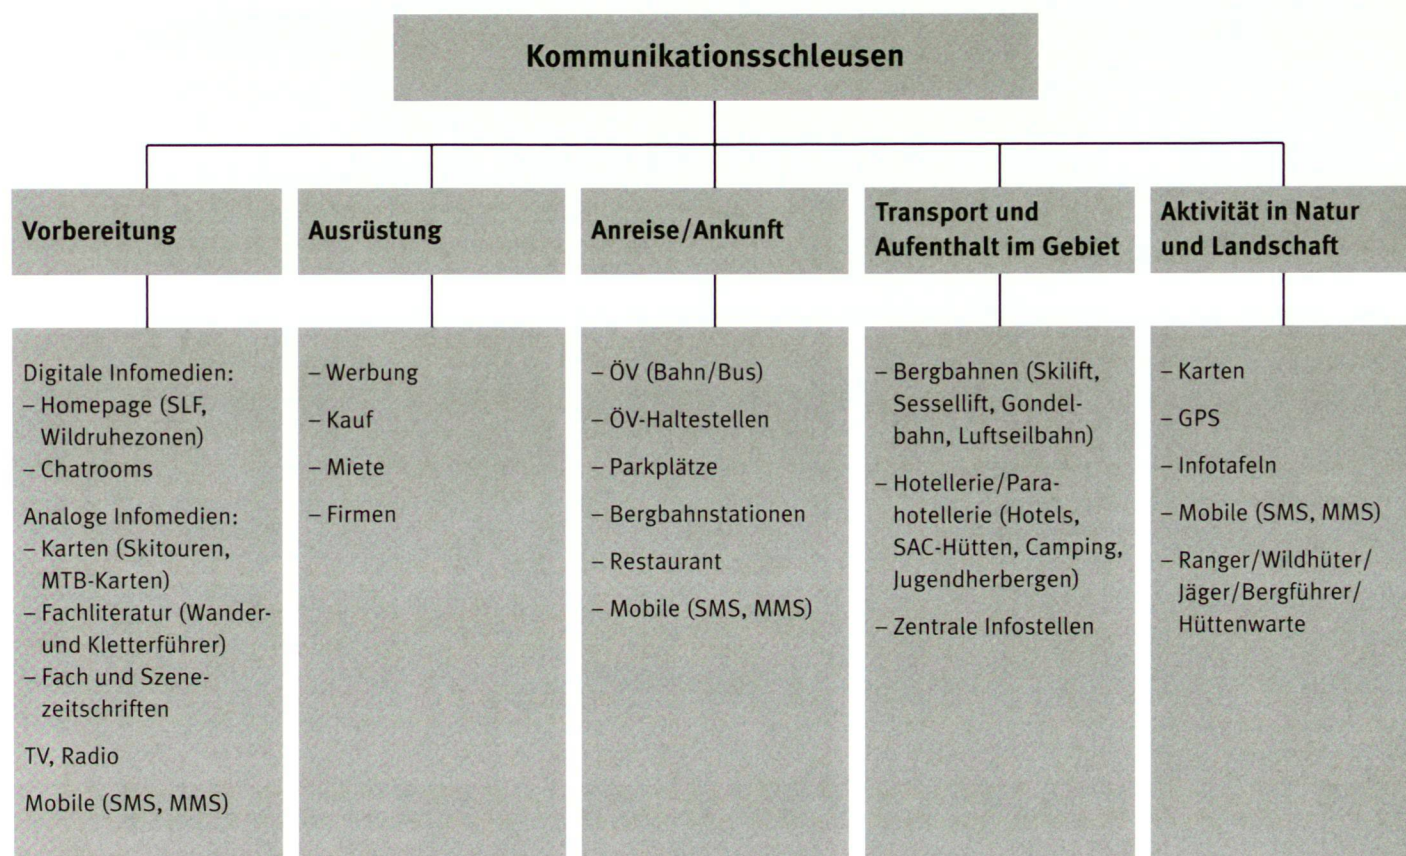 Kommunikationsschleusen
Vorbereitung
Digitale Infomedien:
– Homepage (SLF,
Wildruhezonen)
– Chatrooms
Analoge Infomedien:
– Karten (Skitouren,
MTB-Karten)
– Fachliteratur (Wander-
und Kletterführer)
– Fach und Szene-
zeitschriften
TV, Radio
Mobile (SMS, MMS)
Ausrüstung
– Werbung
– Kauf
– Miete
– Firmen
Anreise/Ankunft
– ÖV (Bahn/Bus)
– ÖV-Haltestellen
– Parkplätze
– Bergbahnstationen
– Restaurant
– Mobile (SMS, MMS)
Transport und
Aufenthalt im Gebiet
– Bergbahnen (Skilift,
Sessellift, Gondel-
bahn, Luftseilbahn)
– Hotellerie/Para-
hotellerie (Hotels,
SAC-Hütten, Camping,
Jugendherbergen)
– Zentrale Infostellen
Aktivität in Natur
und Landschaft
– Karten
– GPS
– Infotafeln
– Mobile (SMS, MMS)
– Ranger/Wildhüter/
Jäger/Bergführer/
Hüttenwarte